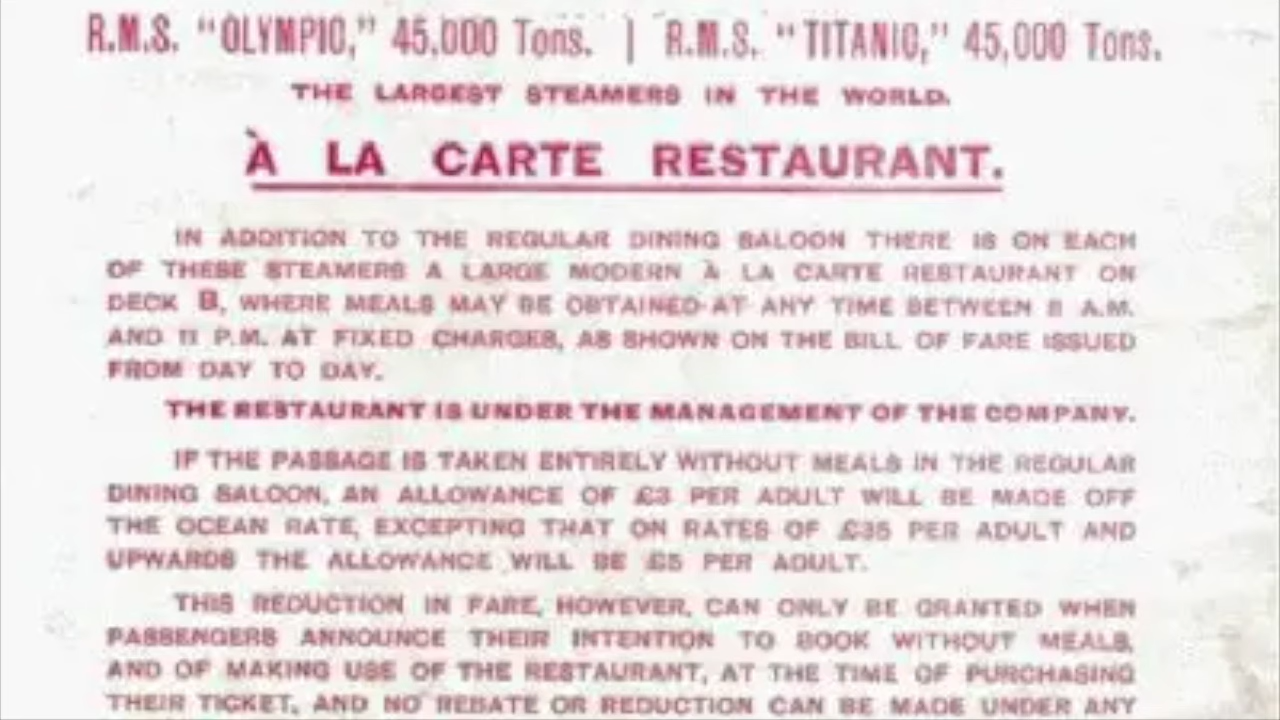 R.M.S. "OLYMPIC," 45,000 Tons. | R.M.S. "TITANIC," 45,000 Tons.
THE LARGEST STEAMERS IN THE WORLD.
À LA CARTE RESTAURANT.
IN ADDITION TO THE REGULAR DINING SALOON THERE IS ON EACH
OF THESE STEAMERS A LARGE MODERN À LA CARTE RESTAURANT ON
DECK B, WHERE MEALS MAY BE OBTAINED AT ANY TIME BETWEEN 8 A.M.
AND 11 P.M. AT FIXED CHARGES, AS SHOWN ON THE BILL OF FARE ISSUED
FROM DAY TO DAY.
THE RESTAURANT IS UNDER THE MANAGEMENT OF THE COMPANY.
IF THE PASSAGE IS TAKEN ENTIRELY WITHOUT MEALS IN THE REGULAR
DINING SALOON, AN ALLOWANCE OF £3 PER ADULT WILL BE MADE OFF
THE OCEAN RATE, EXCEPTING THAT ON RATES OF £35 PER ADULT AND
UPWARDS THE ALLOWANCE WILL BE £5 PER ADULT.
THIS REDUCTION IN FARE, HOWEVER, CAN ONLY BE GRANTED WHEN
PASSENGERS ANNOUNCE THEIR INTENTION TO BOOK WITHOUT MEALS,
AND OF MAKING USE OF THE RESTAURANT, AT THE TIME OF PURCHASING
THEIR TICKET, AND NO REBATE OR REDUCTION CAN BE MADE UNDER ANY